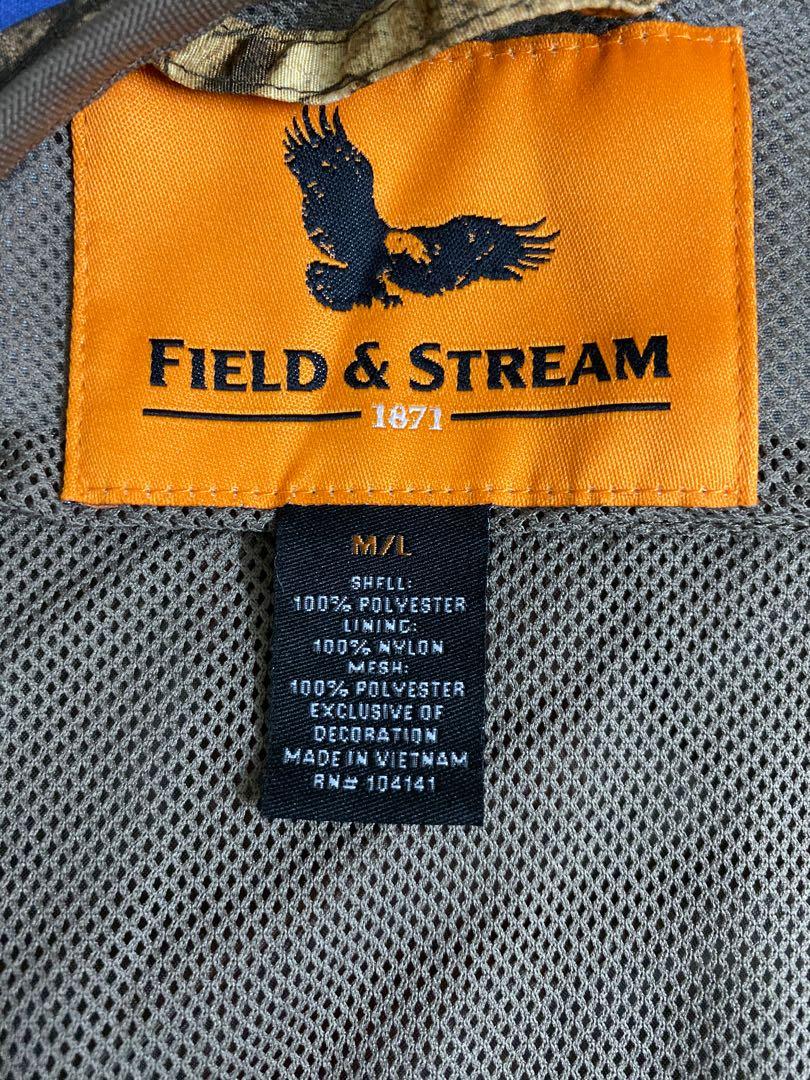 FIELD & STREAM
1871
M/L
SHELL:
100% POLYESTER
LINING:
100% NYLON
MESH:
100% POLYESTER
EXCLUSIVE OF
DECORATION
MADE IN VIETNAM
RN# 104141